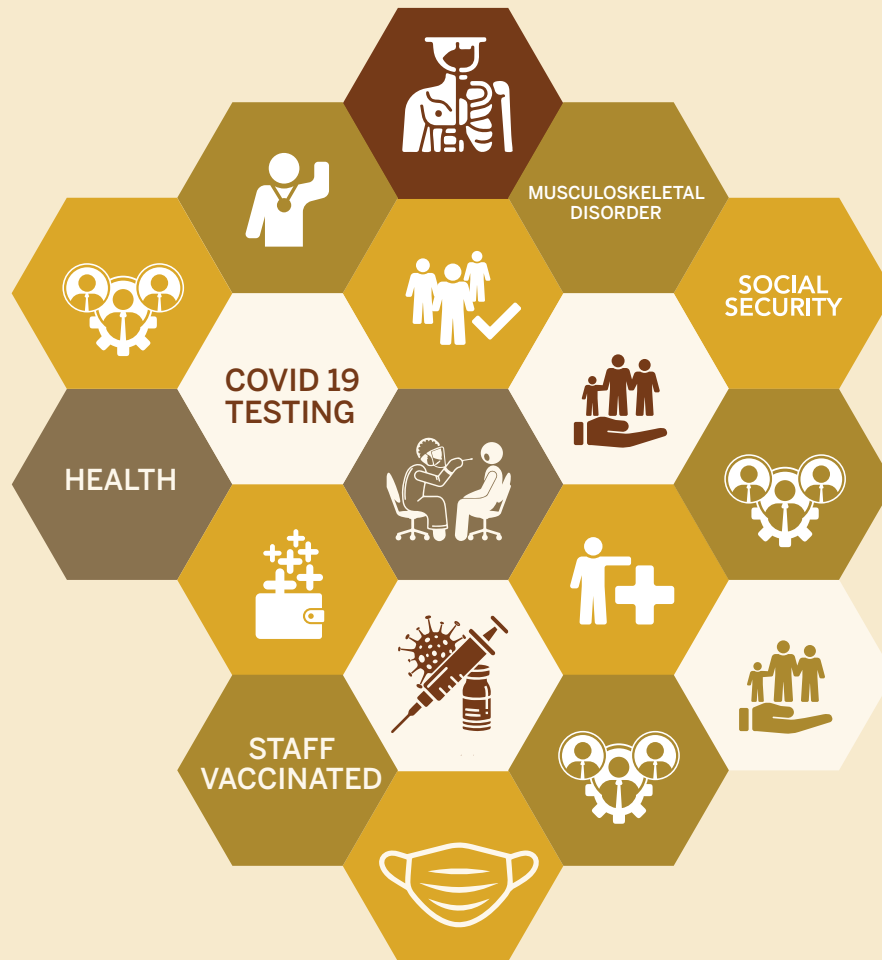 MUSCULOSKELETAL
DISORDER
SOCIAL
SECURITY
COVID 19
TESTING
HEALTH
STAFF
VACCINATED